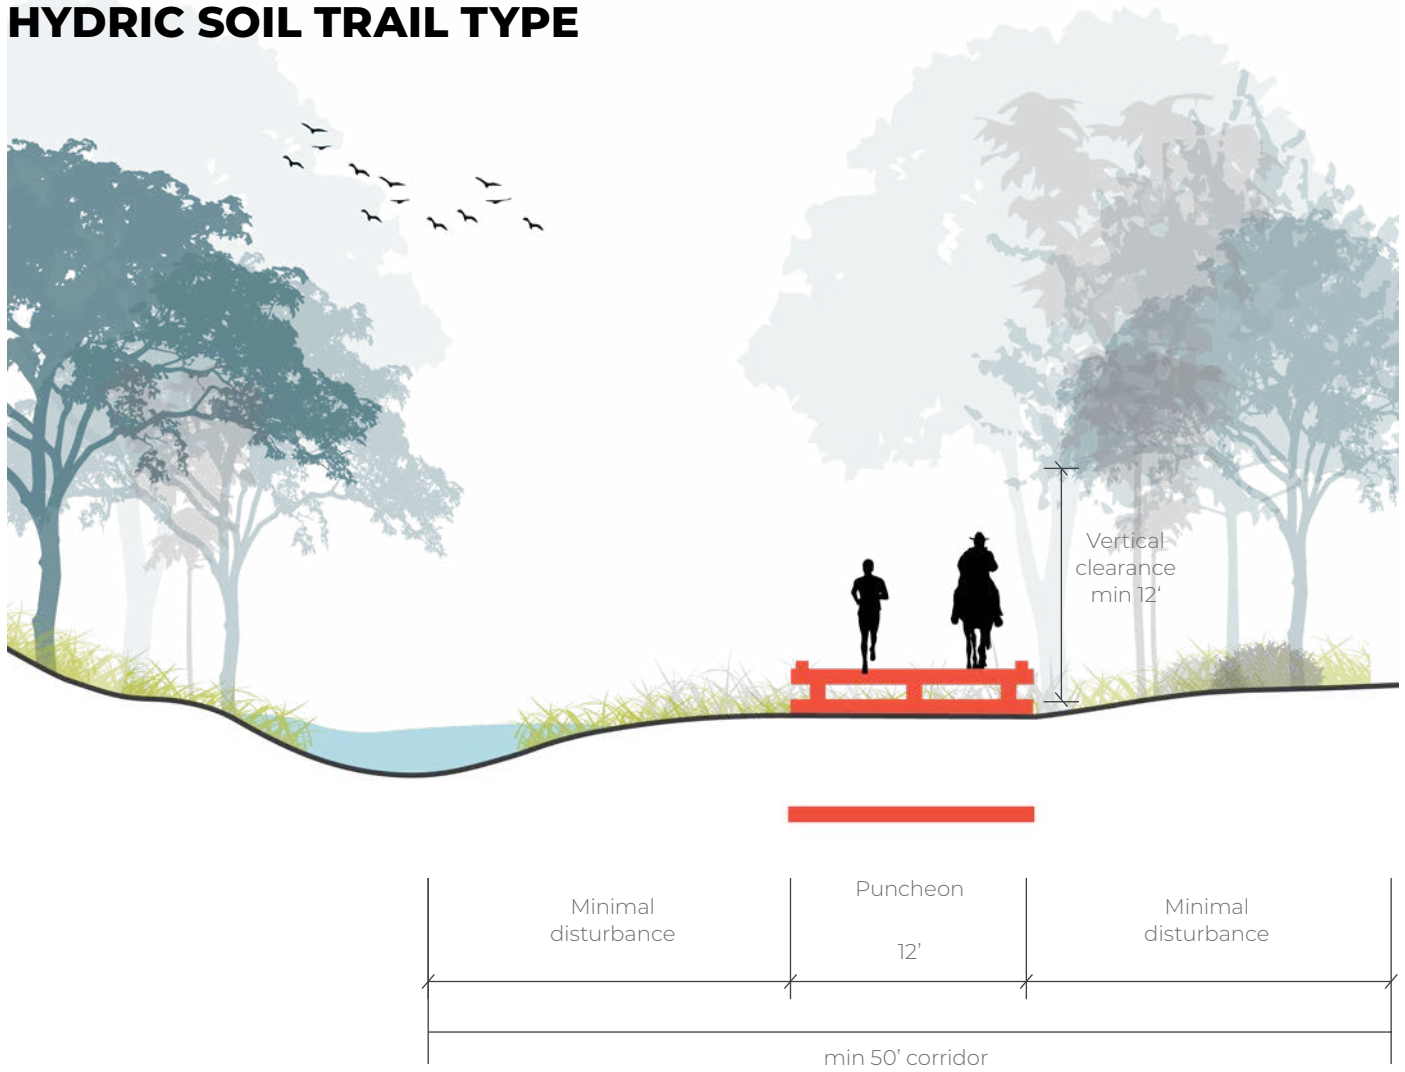 HYDRIC SOIL TRAIL TYPE
Vertical
clearance
min 12‘
Puncheon
Minimal
disturbance
12’
Minimal
disturbance
min 50’ corridor